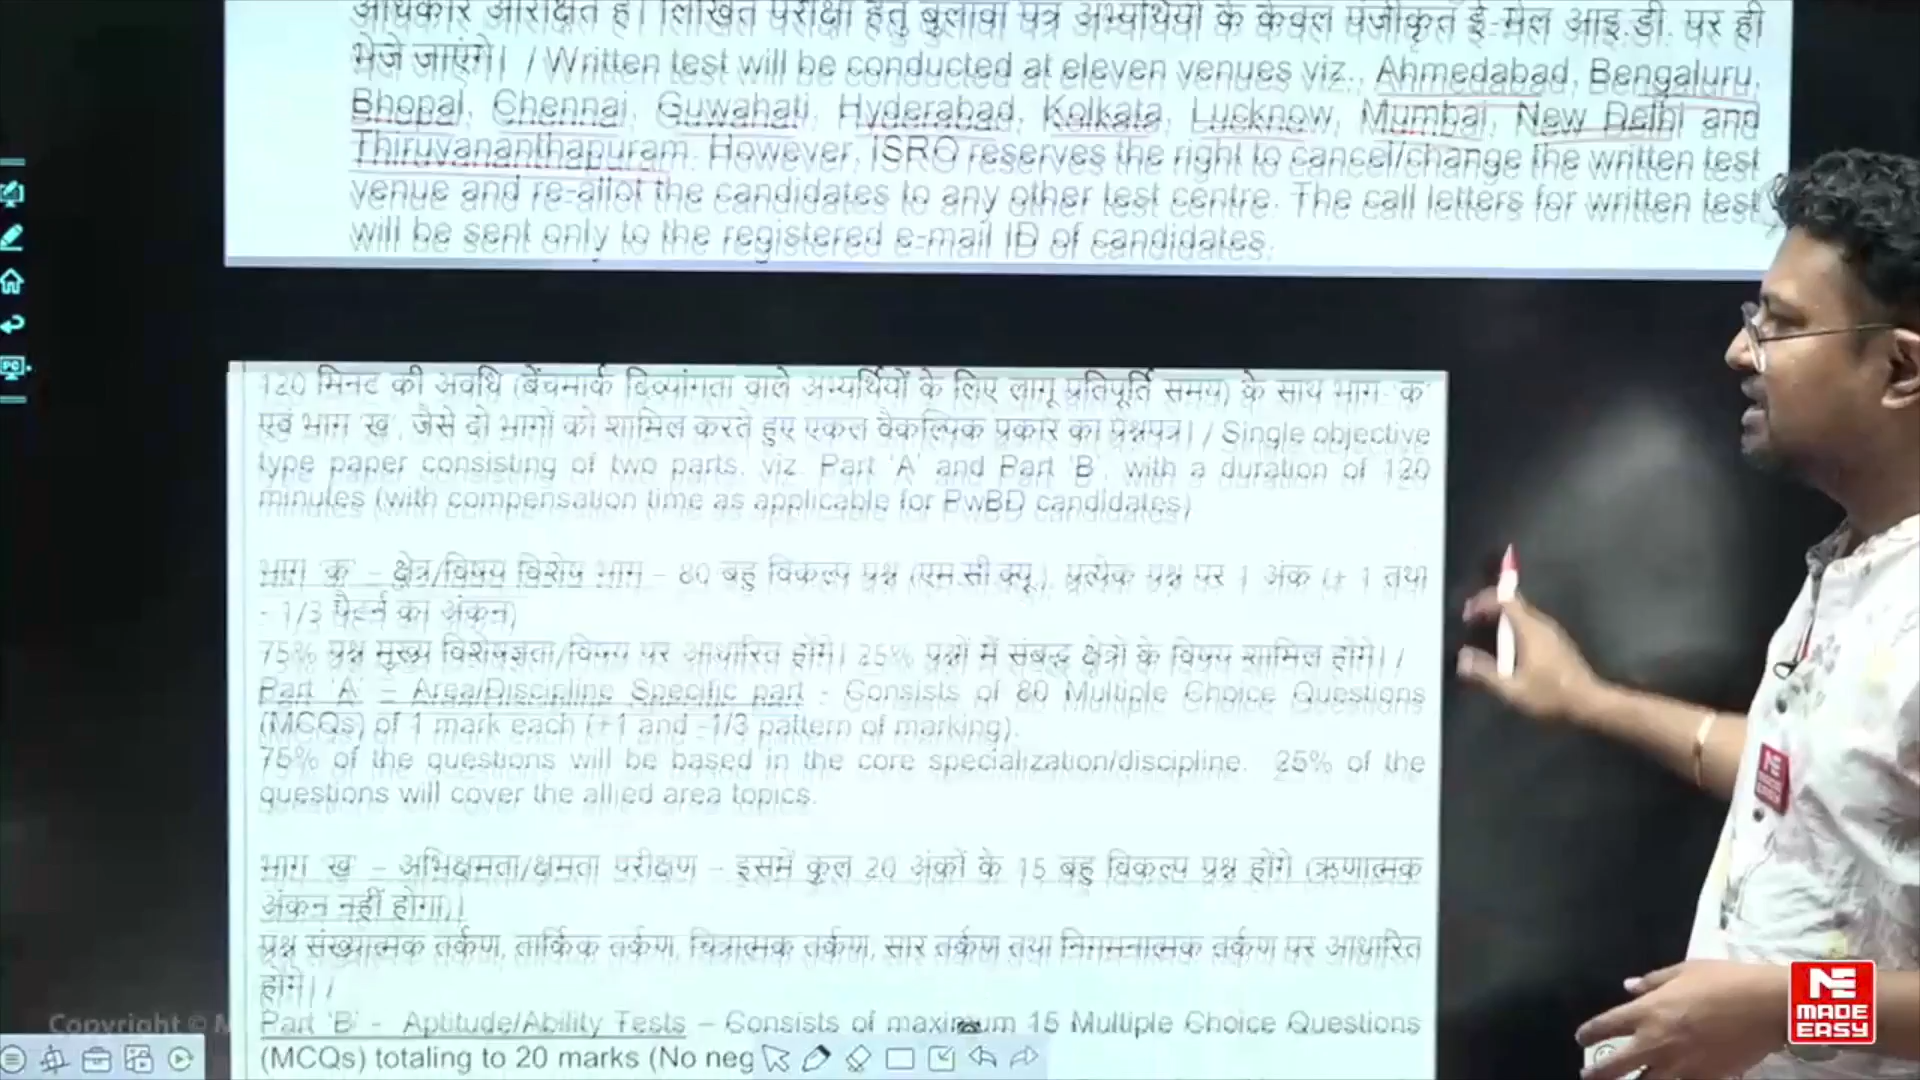 अधिकार आरक्षित है। लिखित परीक्षा हेतु बुलावा पत्र अभ्यर्थियों के केवल पंजीकृत ई-मेल आइ.डी. पर ही
भेजे जाएंगे। / Written test will be conducted at eleven venues viz., Ahmedabad, Bengaluru,
Bhopal, Chennai, Guwahati, Hyderabad, Kolkata, Lucknow, Mumbai, New Delhi and
Thiruvananthapuram. However, ISRO reserves the right to cancel/change the written test
venue and re-allot the candidates to any other test centre. The call letters for written test
will be sent only to the registered e-mail ID of candidates.
120 मिनट की अवधि (बेंचमार्क दिव्यांगता वाले अभ्यर्थियों के लिए लागू प्रतिपूर्ति समय) के साथ भाग 'क'
एवं भाग 'ख', जैसे दो भागों को शामिल करते हुए एकल वैकल्पिक प्रकार का प्रश्नपत्र। / Single objective
type paper consisting of two parts, viz. Part 'A' and Part 'B', with a duration of 120
minutes (with compensation time as applicable for PwBD candidates)
भाग 'क' – क्षेत्र/विषय विशेष भाग – 80 बहु विकल्प प्रश्न (एम.सी.क्यू.), प्रत्येक प्रश्न पर 1 अंक (+ 1 तथा
- 1/3 पैटर्न का अंकन)
75% प्रश्न मुख्य विशेषज्ञता/विषय पर आधारित होंगे। 25% प्रश्नों में संबद्ध क्षेत्रों के विषय शामिल होंगे। /
Part 'A' – Area/Discipline Specific part - Consists of 80 Multiple Choice Questions
(MCQs) of 1 mark each (+1 and -1/3 pattern of marking).
75% of the questions will be based in the core specialization/discipline. 25% of the
questions will cover the allied area topics.
भाग 'ख' – अभिक्षमता/क्षमता परीक्षण – इसमें कुल 20 अंकों के 15 बहु विकल्प प्रश्न होंगे (ऋणात्मक
अंकन नहीं होगा)।
प्रश्न संख्यात्मक तर्कण, तार्किक तर्कण, चित्रात्मक तर्कण, सार तर्कण तथा निगमनात्मक तर्कण पर आधारित
होंगे। /
Part 'B' - Aptitude/Ability Tests – Consists of maximum 15 Multiple Choice Questions
(MCQs) totaling to 20 marks (No neg
Copyright © M
PC
MADE
EASY
MADE
EASY